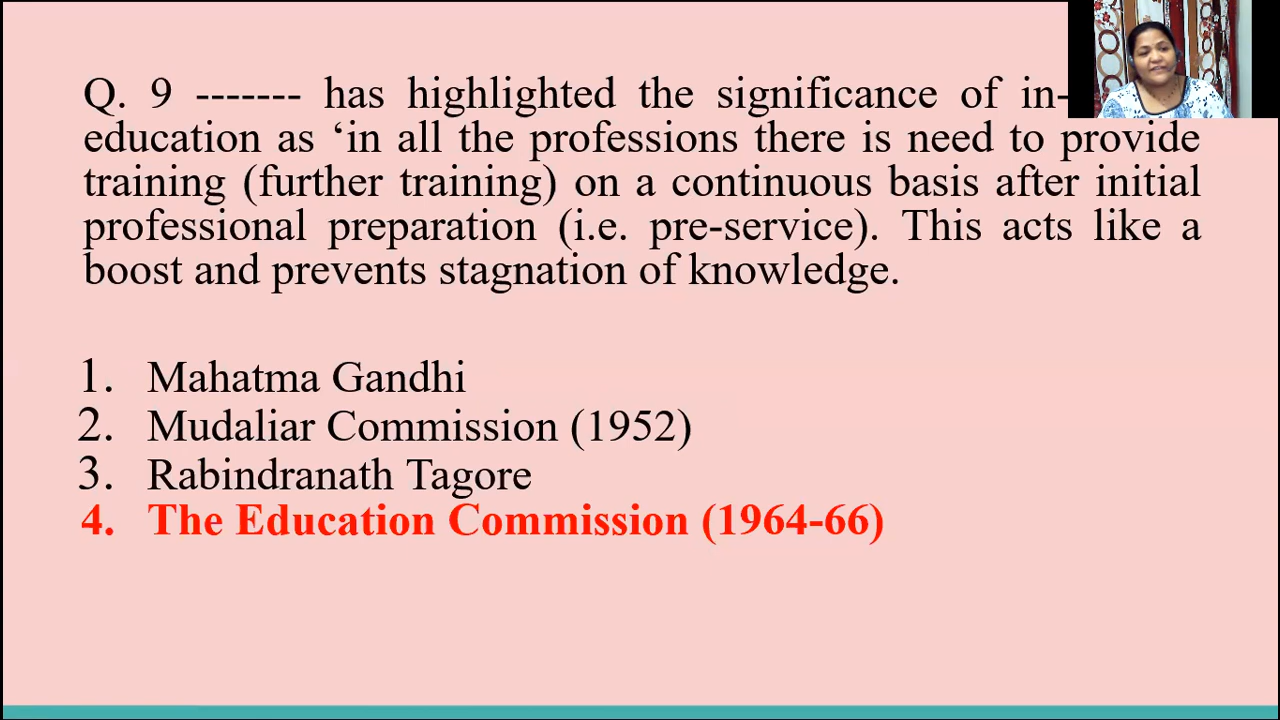 Q. 9 ------- has highlighted the significance of in-
education as ‘in all the professions there is need to provide
training (further training) on a continuous basis after initial
professional preparation (i.e. pre-service). This acts like a
boost and prevents stagnation of knowledge.
1. Mahatma Gandhi
2. Mudaliar Commission (1952)
3. Rabindranath Tagore
4. The Education Commission (1964-66)